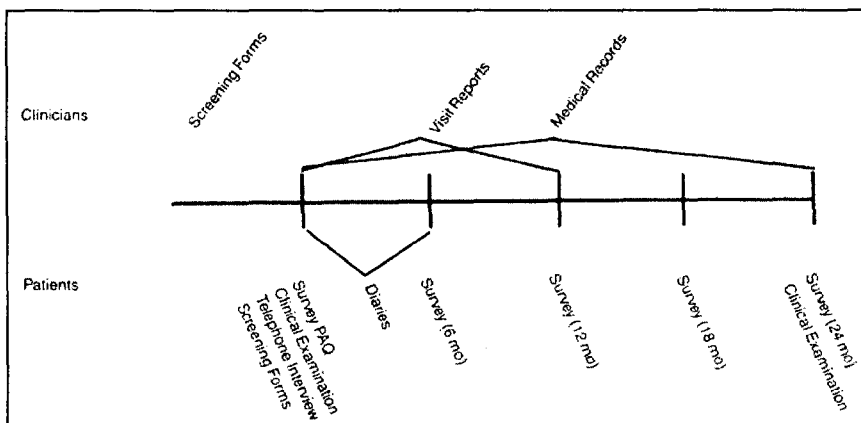 Screening Forms
Visit Reports
Medical Records
Clinicians
Patients
Survey PAQ
Clinical Examination
Telephone Interview
Screening Forms
Diaries
Survey (6 mo)
Survey (12 mo)
Survey (18 mo)
Survey (24 mo)
Clinical Examination